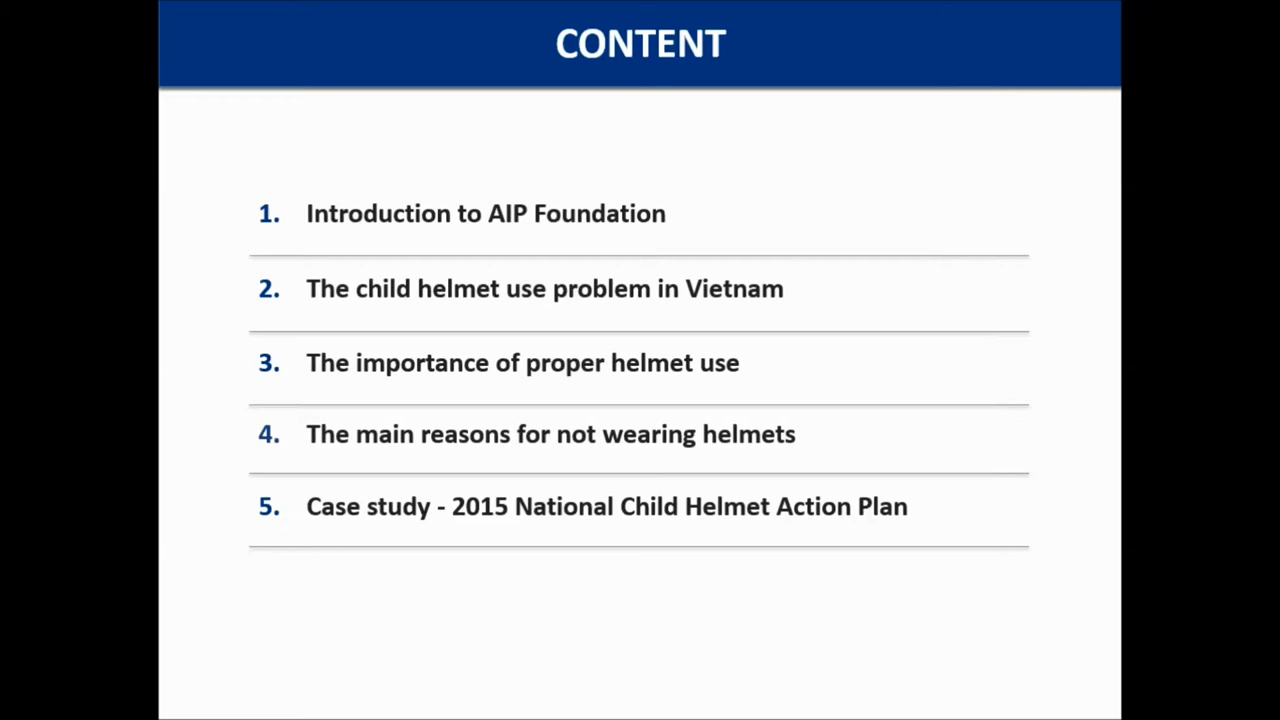 CONTENT
1. Introduction to AIP Foundation
2. The child helmet use problem in Vietnam
3. The importance of proper helmet use
4. The main reasons for not wearing helmets
5. Case study - 2015 National Child Helmet Action Plan